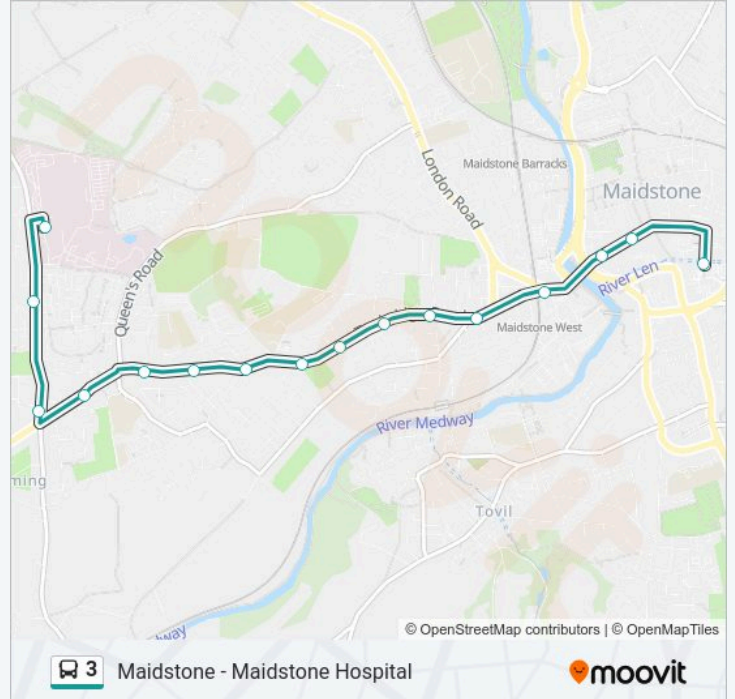 London Road
Maidstone Barracks
Maidstone
Queen's Road
River Len
Maidstone West
River Medway
ming
Tovil
way
© OpenStreetMap contributors | © OpenMapTiles
3 Maidstone - Maidstone Hospital
moovit